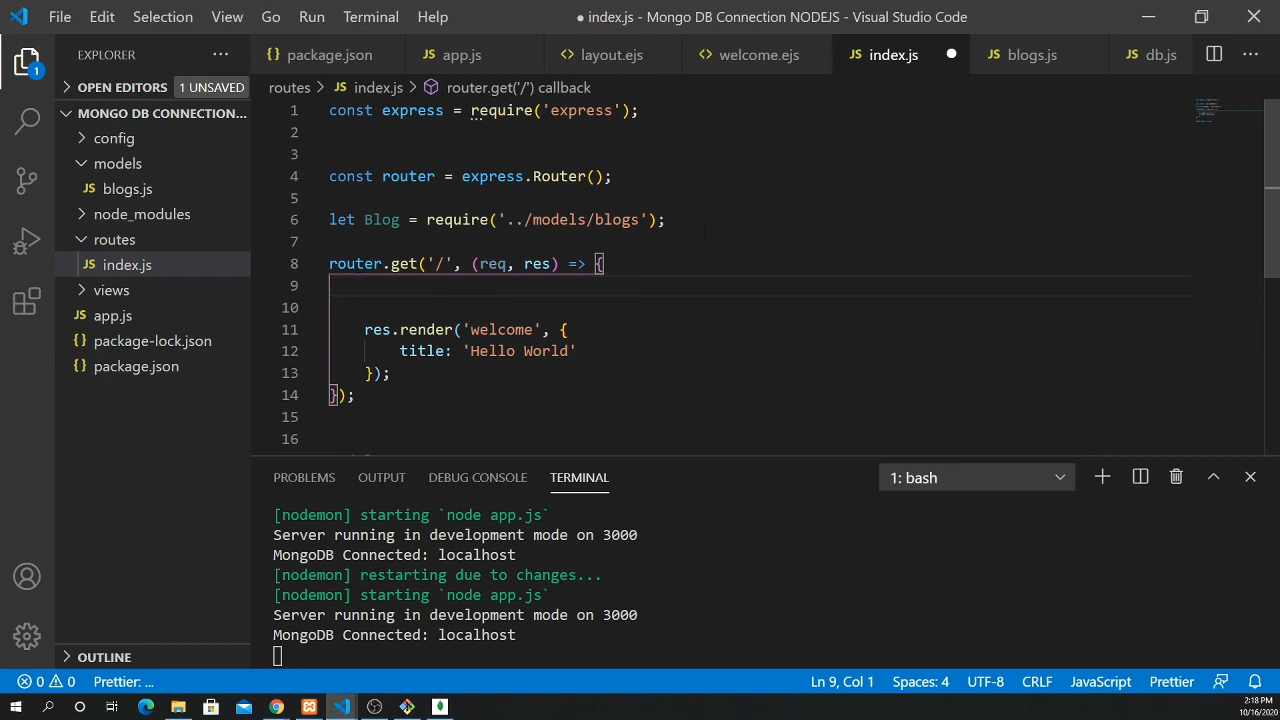 File Edit Selection View Go Run Terminal Help
● index.js - Mongo DB Connection NODEJS - Visual Studio Code
EXPLORER
1
OPEN EDITORS 1 UNSAVED
MONGO DB CONNECTION...
config
models
JS blogs.js
node_modules
routes
JS index.js
views
JS app.js
{} package-lock.json
{} package.json
OUTLINE
{} package.json JS app.js <> layout.ejs <> welcome.ejs JS index.js JS blogs.js JS db.js
routes > JS index.js > router.get('/') callback
1 const express = require('express');
2
3
4 const router = express.Router();
5
6 let Blog = require('../models/blogs');
7
8 router.get('/', (req, res) => {
9
10
11 res.render('welcome', {
12 title: 'Hello World'
13 });
14 });
15
16
PROBLEMS OUTPUT DEBUG CONSOLE TERMINAL 1: bash
[nodemon] starting `node app.js`
Server running in development mode on 3000
MongoDB Connected: localhost
[nodemon] restarting due to changes...
[nodemon] starting `node app.js`
Server running in development mode on 3000
MongoDB Connected: localhost
0 0 Prettier: ... Ln 9, Col 1 Spaces: 4 UTF-8 CRLF JavaScript Prettier
2:18 PM
10/16/2020